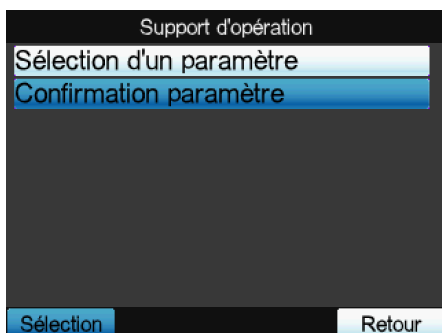 Support d'opération
Sélection d'un paramètre
Confirmation paramètre
Sélection Retour